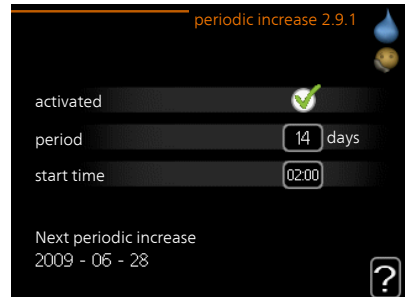 periodic increase 2.9.1
activated
period 14 days
start time 02:00
Next periodic increase
2009 - 06 - 28
?